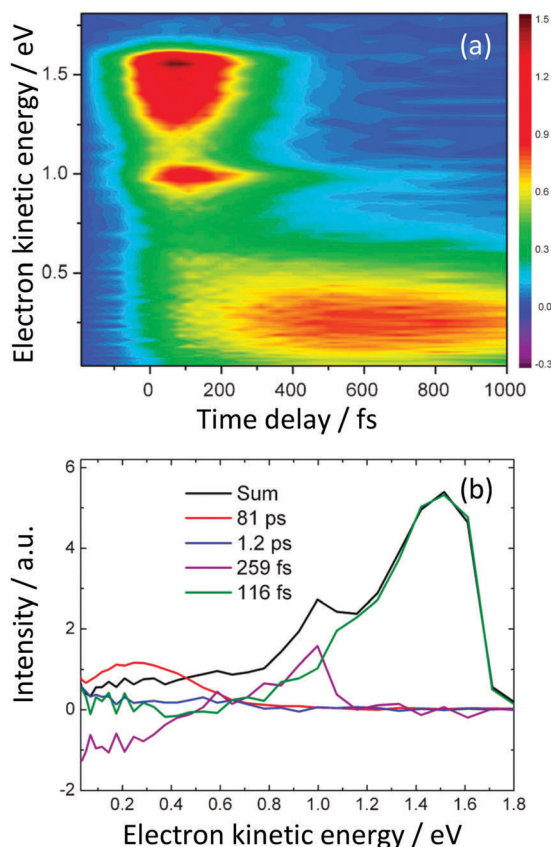 (a)
Electron kinetic energy / eV
1.5
1.0
0.5
0 200 400 600 800 1000
Time delay / fs
1.5
1.2
0.9
0.6
0.3
0.0
-0.3
(b)
Intensity / a.u.
6
4
2
0
-2
Sum
81 ps
1.2 ps
259 fs
116 fs
0.2 0.4 0.6 0.8 1.0 1.2 1.4 1.6 1.8
Electron kinetic energy / eV